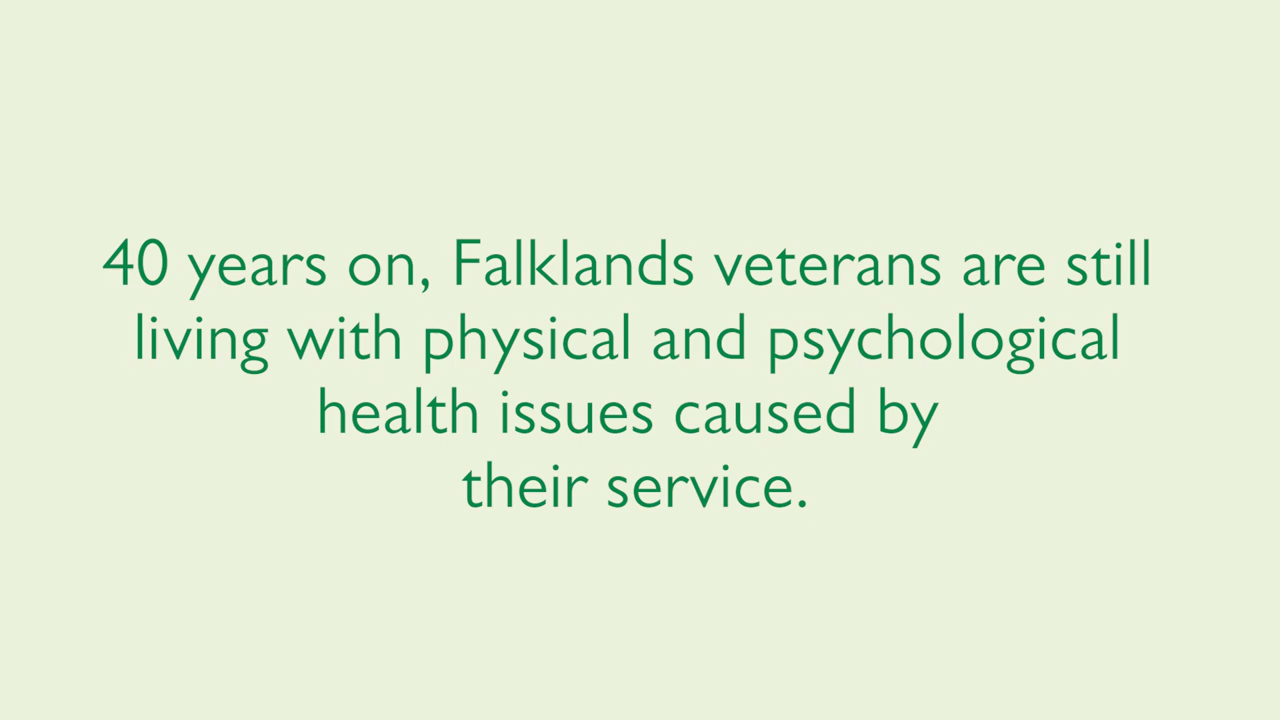 40 years on, Falklands veterans are still
living with physical and psychological
health issues caused by
their service.